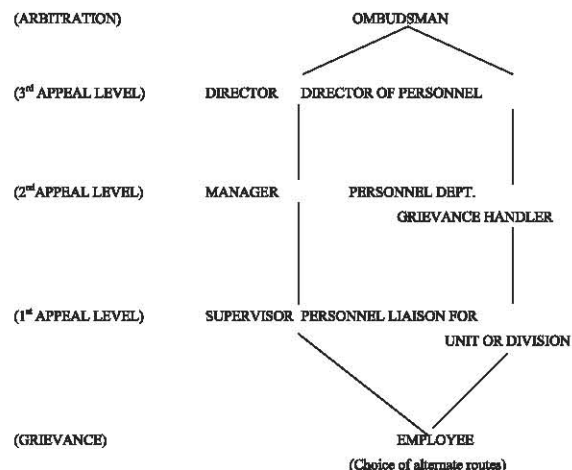 (ARBITRATION) OMBUDSMAN
(3rd APPEAL LEVEL) DIRECTOR DIRECTOR OF PERSONNEL
(2nd APPEAL LEVEL) MANAGER PERSONNEL DEPT.
GRIEVANCE HANDLER
(1st APPEAL LEVEL) SUPERVISOR PERSONNEL LIAISON FOR
UNIT OR DIVISION
(GRIEVANCE) EMPLOYEE
(Choice of alternate routes)